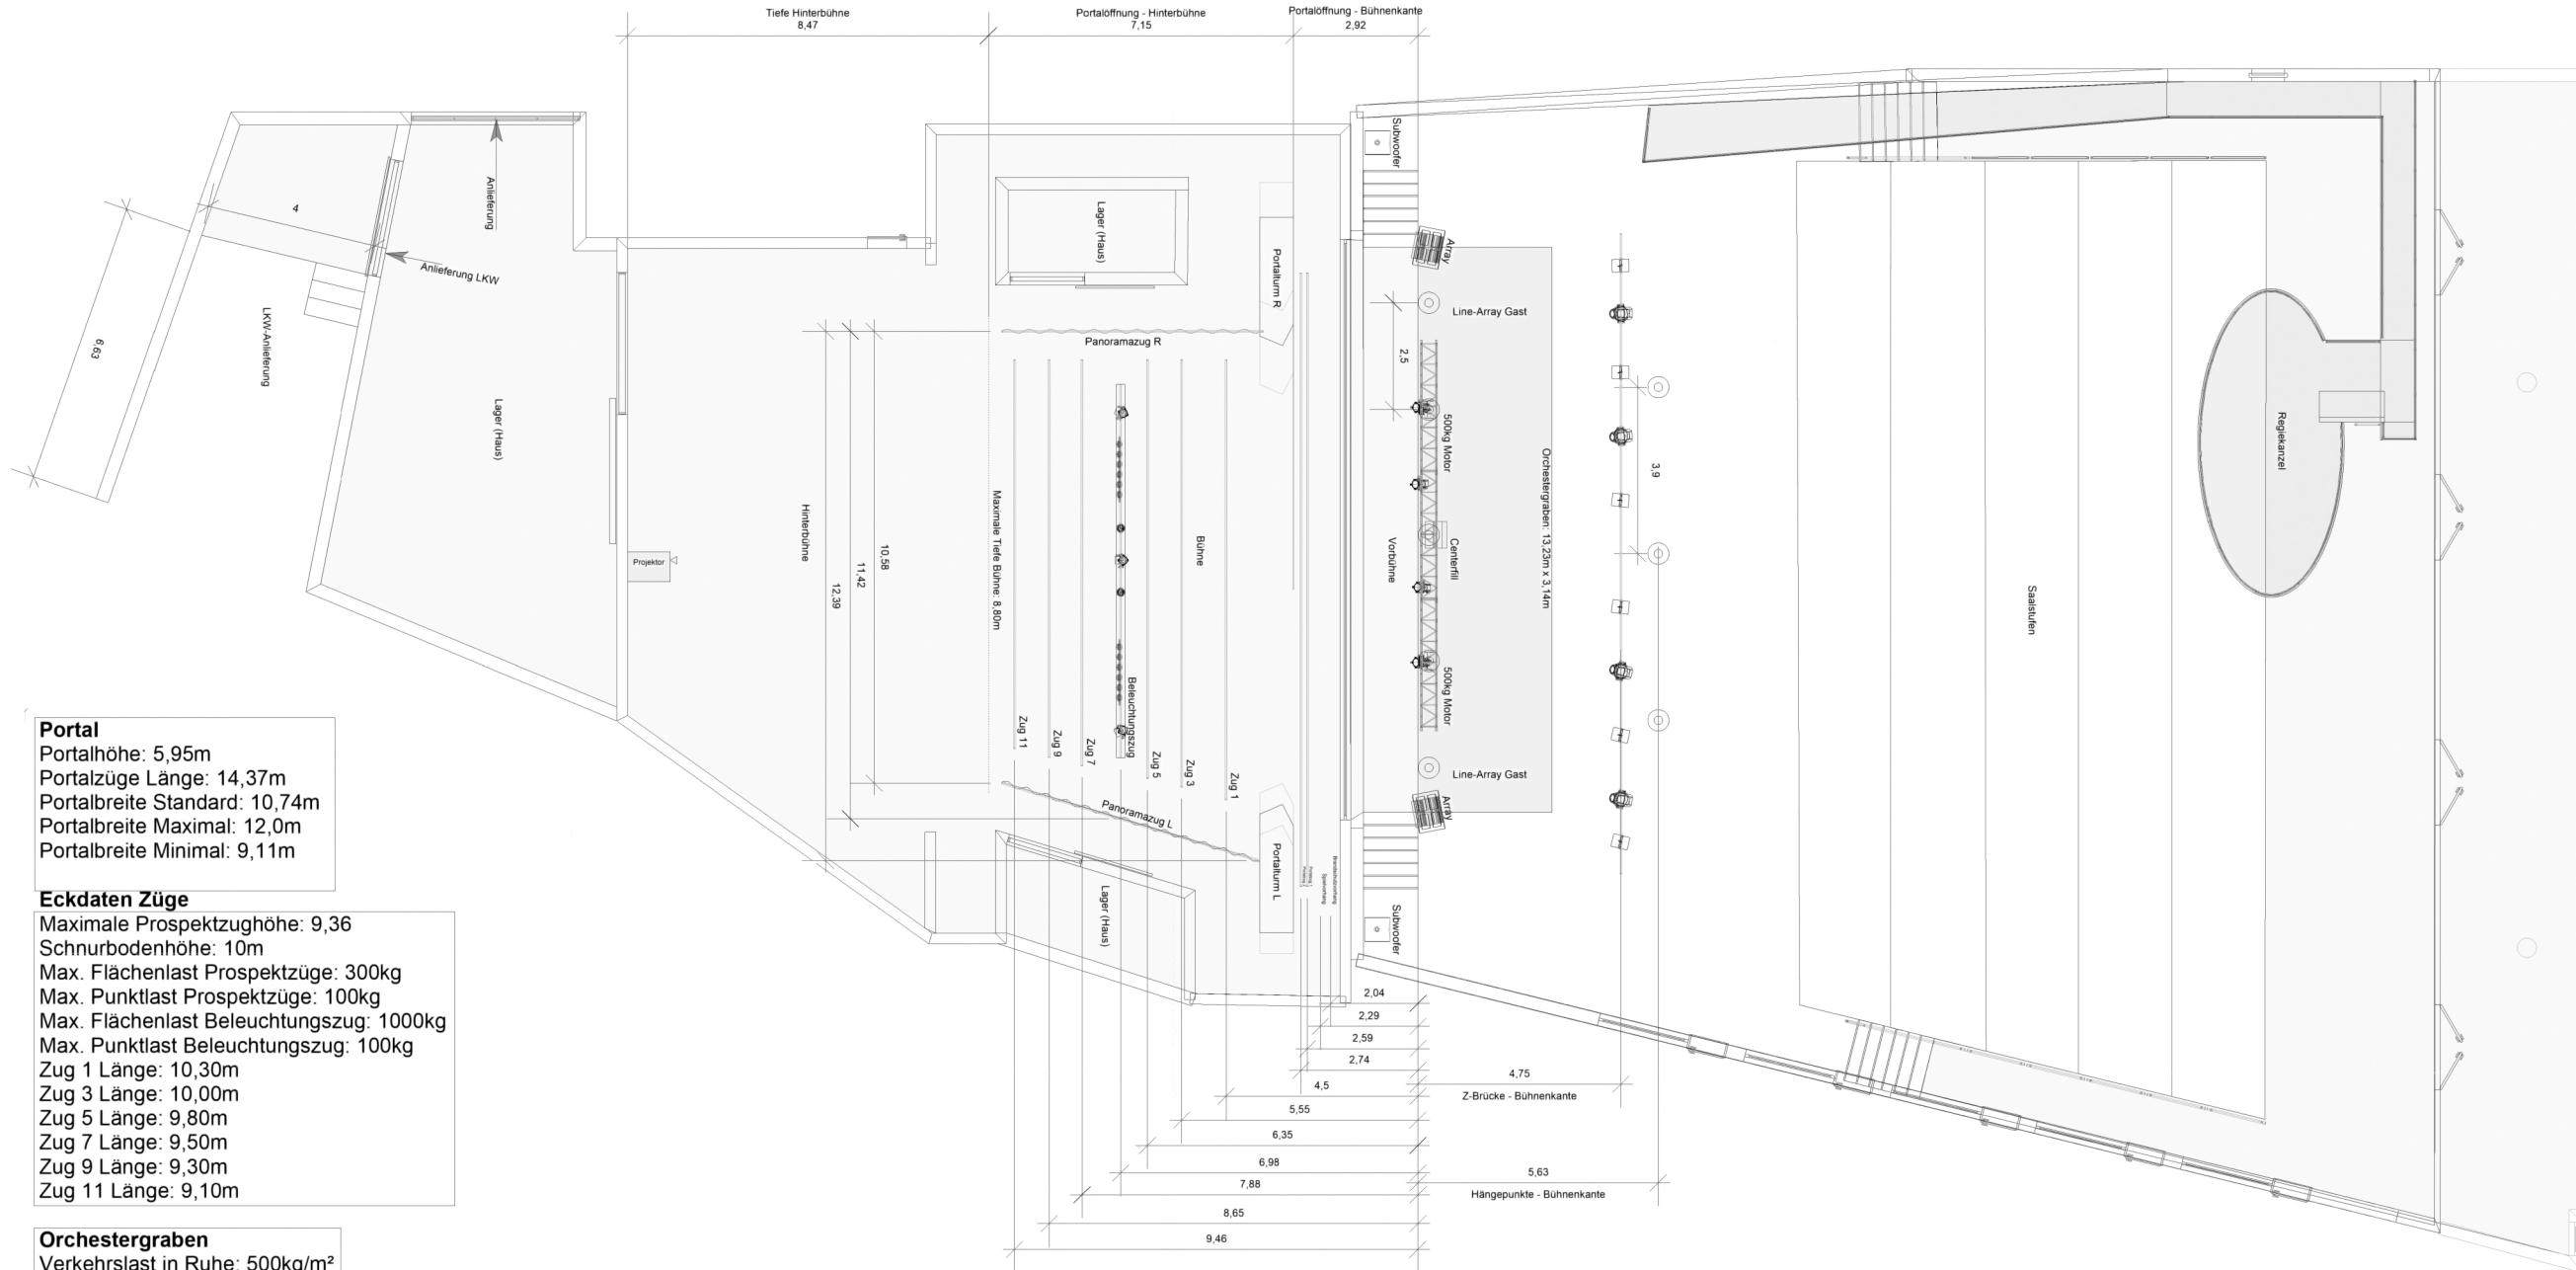 Tiefe Hinterbühne
8,47
Portalöffnung - Hinterbühne
7,15
Portalöffnung - Bühnenkante
2,92
Anlieferung
4
Anlieferung LKW
LKW-Anlieferung
6,63
Lager (Haus)
Projektor
Hinterbühne
10,58
11,42
12,39
Maximale Tiefe Bühne: 8,80m
Lager (Haus)
Portalturm R
Panoramazug R
Bühne
Zug 11
Zug 9
Zug 7
Beleuchtungszug
Zug 5
Zug 3
Zug 1
Panoramazug L
Portalturm L
Lager (Haus)
Brandschutzvorhang
Spielvorhang
Subwoofer
Array
Line-Array Gast
2,5
500kg Motor
Centerfill
Vorbühne
500kg Motor
Orchestergraben: 13,23m x 3,14m
Line-Array Gast
Array
Subwoofer
3,9
Regiekanzel
Saalstufen
2,04
2,29
2,59
2,74
4,5
5,55
6,35
6,98
7,88
8,65
9,46
4,75
Z-Brücke - Bühnenkante
5,63
Hängepunkte - Bühnenkante
Portal
Portalhöhe: 5,95m
Portalzüge Länge: 14,37m
Portalbreite Standard: 10,74m
Portalbreite Maximal: 12,0m
Portalbreite Minimal: 9,11m
Eckdaten Züge
Maximale Prospektzughöhe: 9,36
Schnurbodenhöhe: 10m
Max. Flächenlast Prospektzüge: 300kg
Max. Punktlast Prospektzüge: 100kg
Max. Flächenlast Beleuchtungszug: 1000kg
Max. Punktlast Beleuchtungszug: 100kg
Zug 1 Länge: 10,30m
Zug 3 Länge: 10,00m
Zug 5 Länge: 9,80m
Zug 7 Länge: 9,50m
Zug 9 Länge: 9,30m
Zug 11 Länge: 9,10m
Orchestergraben
Verkehrslast in Ruhe: 500kg/m²